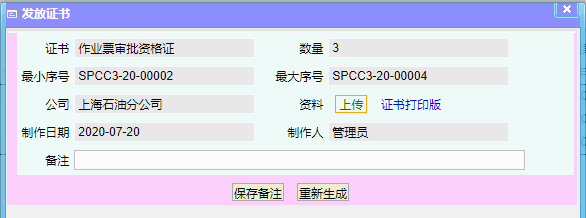 发放证书
证书 作业票审批资格证 数量 3
最小序号 SPCC3-20-00002 最大序号 SPCC3-20-00004
公司 上海石油分公司 资料 上传 证书打印版
制作日期 2020-07-20 制作人 管理员
备注
保存备注 重新生成